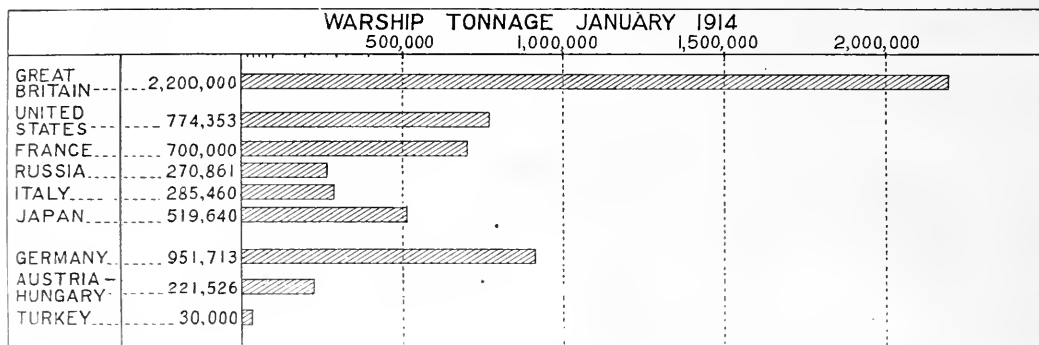 WARSHIP TONNAGE JANUARY 1914
500,000 1,000,000 1,500,000 2,000,000
GREAT
BRITAIN 2,200,000
UNITED
STATES 774,353
FRANCE 700,000
RUSSIA 270,861
ITALY 285,460
JAPAN 519,640
GERMANY 951,713
AUSTRIA-
HUNGARY 221,526
TURKEY 30,000